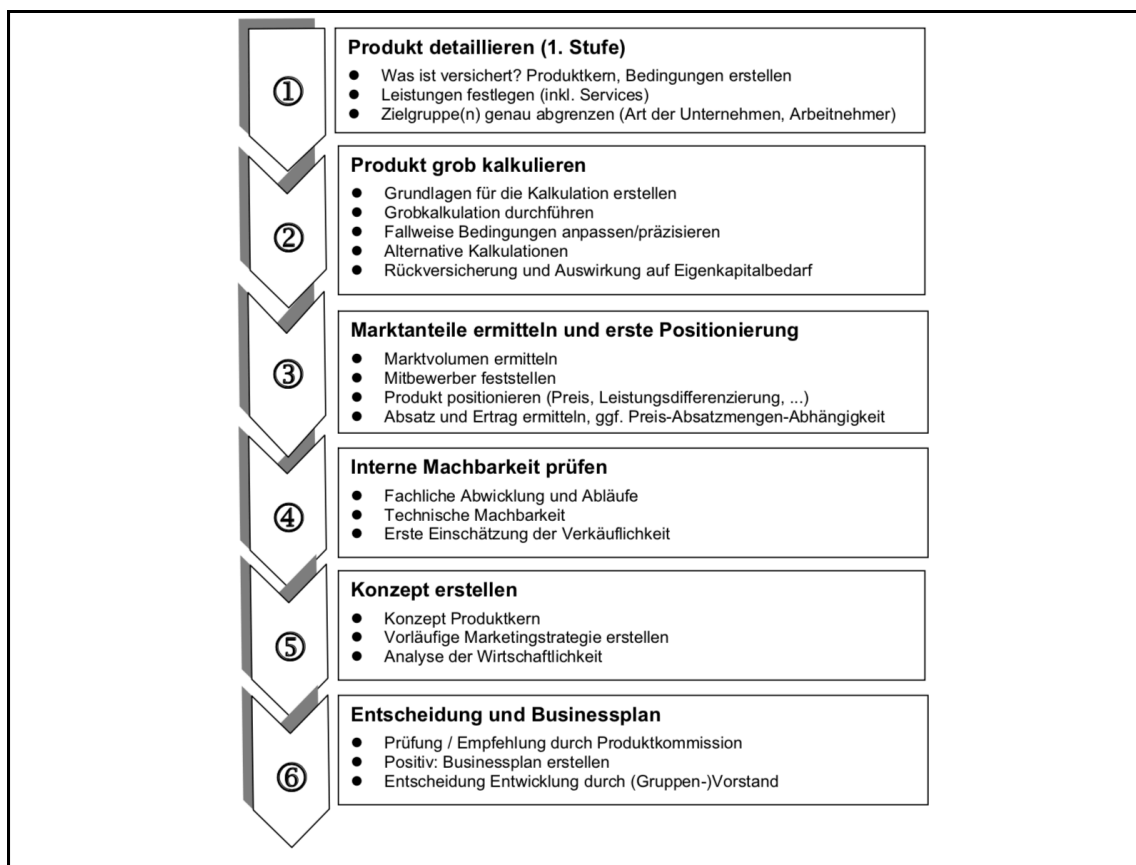 ①
Produkt detaillieren (1. Stufe)
● Was ist versichert? Produktkern, Bedingungen erstellen
● Leistungen festlegen (inkl. Services)
● Zielgruppe(n) genau abgrenzen (Art der Unternehmen, Arbeitnehmer)
②
Produkt grob kalkulieren
● Grundlagen für die Kalkulation erstellen
● Grobkalkulation durchführen
● Fallweise Bedingungen anpassen/präzisieren
● Alternative Kalkulationen
● Rückversicherung und Auswirkung auf Eigenkapitalbedarf
③
Marktanteile ermitteln und erste Positionierung
● Marktvolumen ermitteln
● Mitbewerber feststellen
● Produkt positionieren (Preis, Leistungsdifferenzierung, ...)
● Absatz und Ertrag ermitteln, ggf. Preis-Absatzmengen-Abhängigkeit
④
Interne Machbarkeit prüfen
● Fachliche Abwicklung und Abläufe
● Technische Machbarkeit
● Erste Einschätzung der Verkäuflichkeit
⑤
Konzept erstellen
● Konzept Produktkern
● Vorläufige Marketingstrategie erstellen
● Analyse der Wirtschaftlichkeit
⑥
Entscheidung und Businessplan
● Prüfung / Empfehlung durch Produktkommission
● Positiv: Businessplan erstellen
● Entscheidung Entwicklung durch (Gruppen-)Vorstand